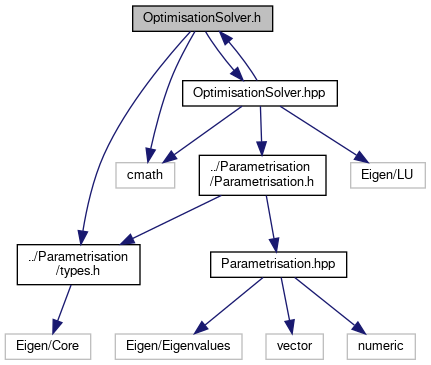 OptimisationSolver.h
OptimisationSolver.hpp
cmath
../Parametrisation
/Parametrisation.h
Eigen/LU
../Parametrisation
/types.h
Parametrisation.hpp
Eigen/Core
Eigen/Eigenvalues
vector
numeric